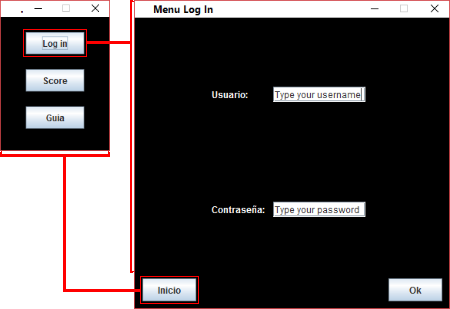 .
Log in
Score
Guia
Menu Log In
Usuario:
Type your username
Contraseña:
Type your password
Inicio
Ok